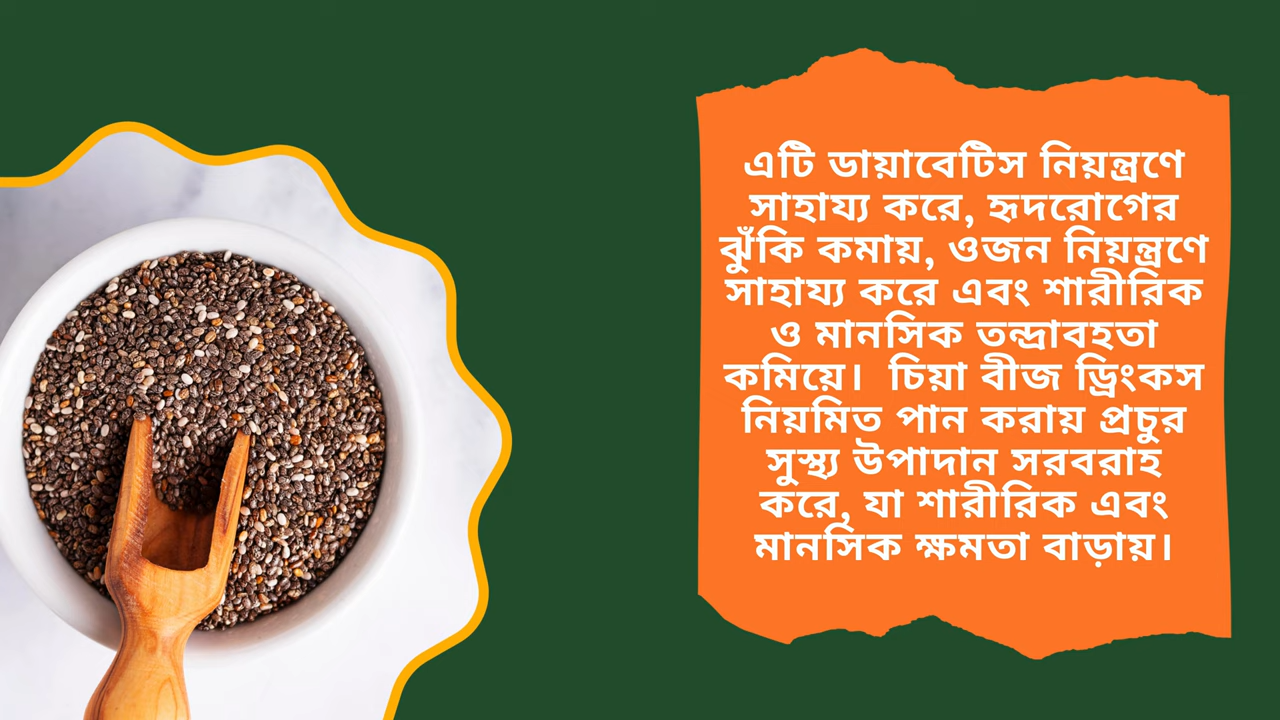 এটি ডায়াবেটিস নিয়ন্ত্রণে
সাহায্য করে, হৃদরোগের
ঝুঁকি কমায়, ওজন নিয়ন্ত্রণে
সাহায্য করে এবং শারীরিক
ও মানসিক তন্দ্রাবহতা
কমিয়ে। চিয়া বীজ ড্রিংকস
নিয়মিত পান করায় প্রচুর
সুস্থ্য উপাদান সরবরাহ
করে, যা শারীরিক এবং
মানসিক ক্ষমতা বাড়ায়।